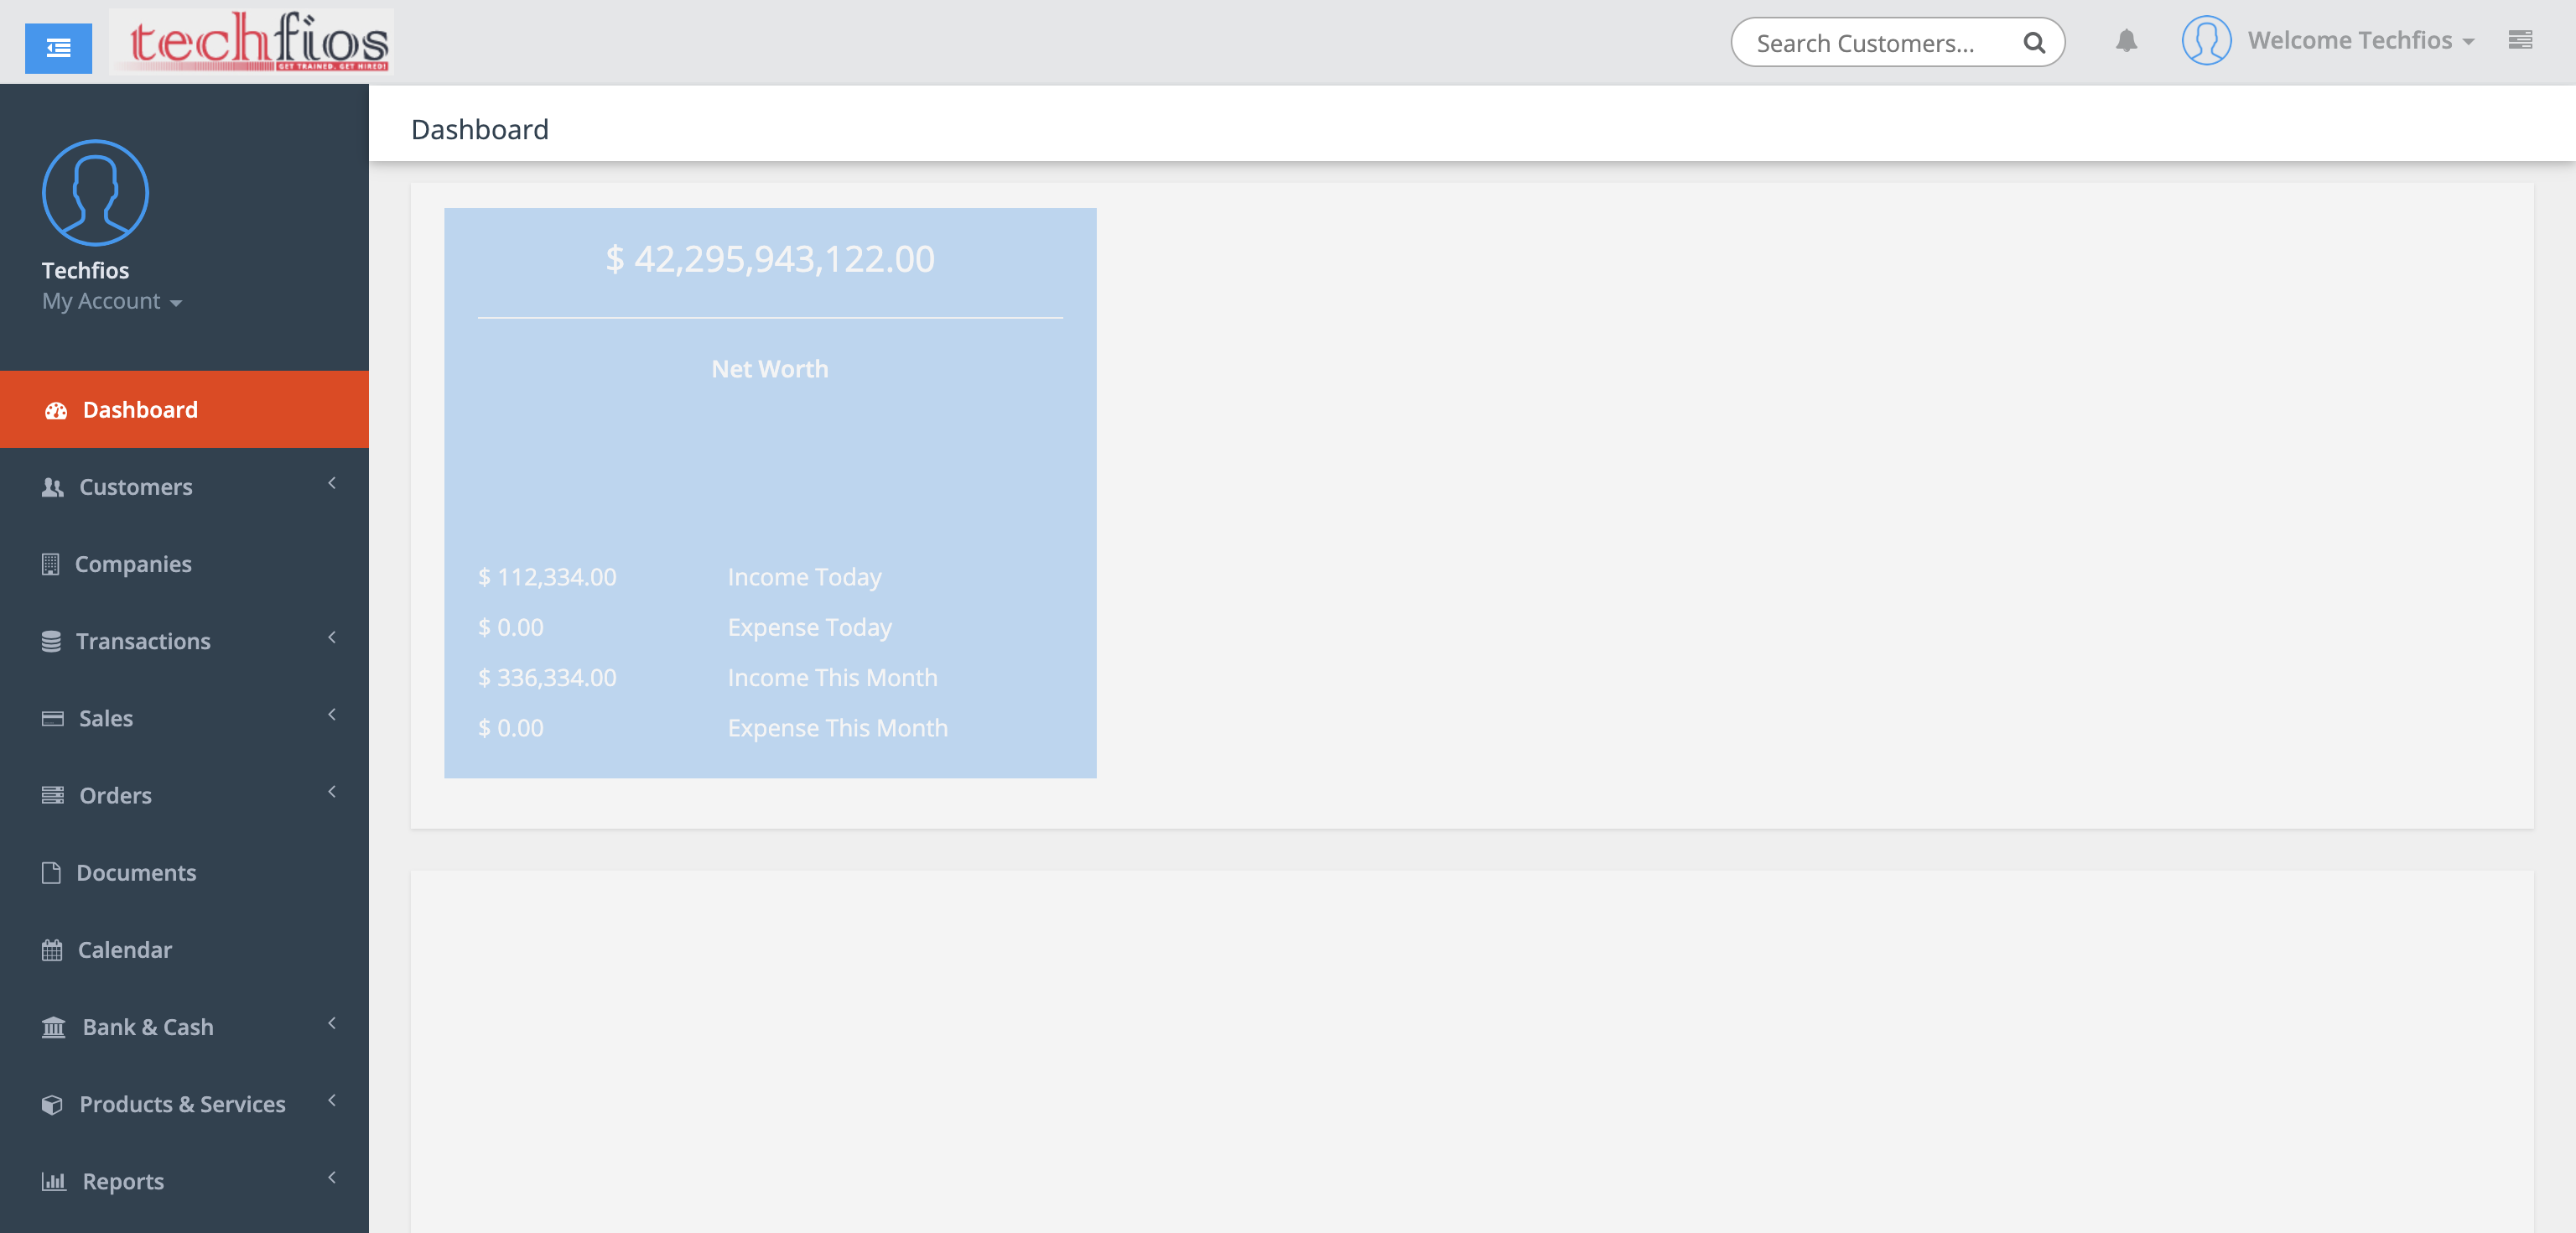 techfios
GET TRAINED. GET HIRED!
Search Customers...
Welcome Techfios
Techfios
My Account
Dashboard
Customers
Companies
Transactions
Sales
Orders
Documents
Calendar
Bank & Cash
Products & Services
Reports
Dashboard
$ 42,295,943,122.00
Net Worth
$ 112,334.00 Income Today
$ 0.00 Expense Today
$ 336,334.00 Income This Month
$ 0.00 Expense This Month